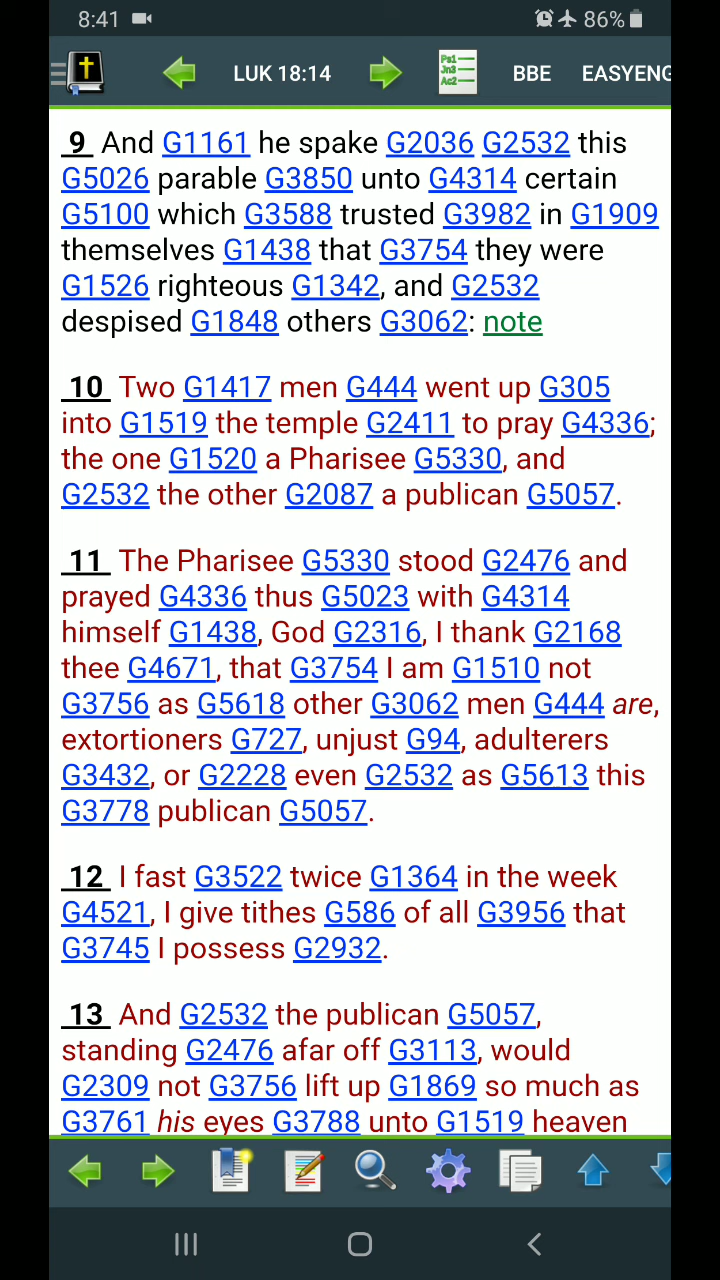 8:41 86%
LUK 18:14 Ps1 Jn3 Ac2 BBE EASYENG
9 And G1161 he spake G2036 G2532 this
G5026 parable G3850 unto G4314 certain
G5100 which G3588 trusted G3982 in G1909
themselves G1438 that G3754 they were
G1526 righteous G1342, and G2532
despised G1848 others G3062: note
10 Two G1417 men G444 went up G305
into G1519 the temple G2411 to pray G4336;
the one G1520 a Pharisee G5330, and
G2532 the other G2087 a publican G5057.
11 The Pharisee G5330 stood G2476 and
prayed G4336 thus G5023 with G4314
himself G1438, God G2316, I thank G2168
thee G4671, that G3754 I am G1510 not
G3756 as G5618 other G3062 men G444 are,
extortioners G727, unjust G94, adulterers
G3432, or G2228 even G2532 as G5613 this
G3778 publican G5057.
12 I fast G3522 twice G1364 in the week
G4521, I give tithes G586 of all G3956 that
G3745 I possess G2932.
13 And G2532 the publican G5057,
standing G2476 afar off G3113, would
G2309 not G3756 lift up G1869 so much as
G3761 his eyes G3788 unto G1519 heaven